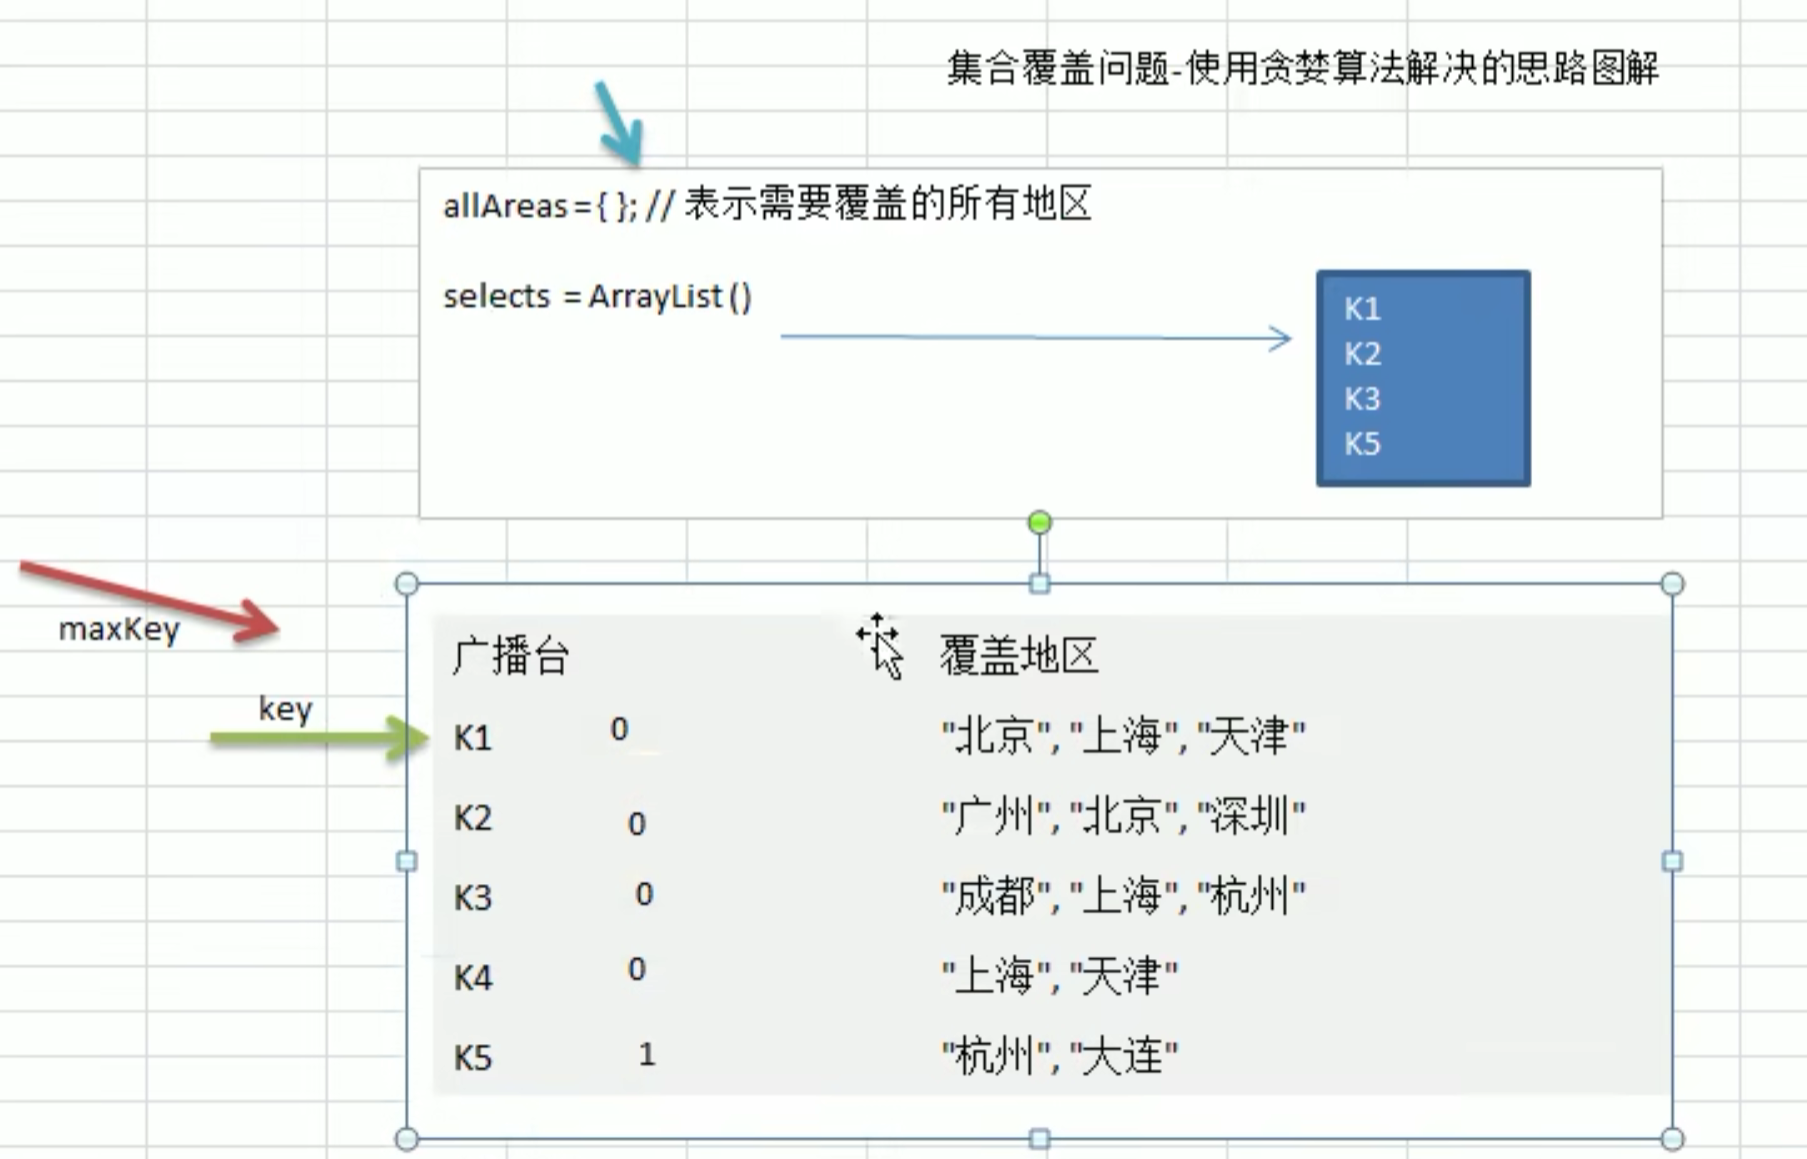 集合覆盖问题-使用贪婪算法解决的思路图解
allAreas={ }; // 表示需要覆盖的所有地区
selects = ArrayList()
K1
K2
K3
K5
maxKey
key
广播台 覆盖地区
K1 0 "北京", "上海", "天津"
K2 0 "广州", "北京", "深圳"
K3 0 "成都", "上海", "杭州"
K4 0 "上海", "天津"
K5 1 "杭州", "大连"